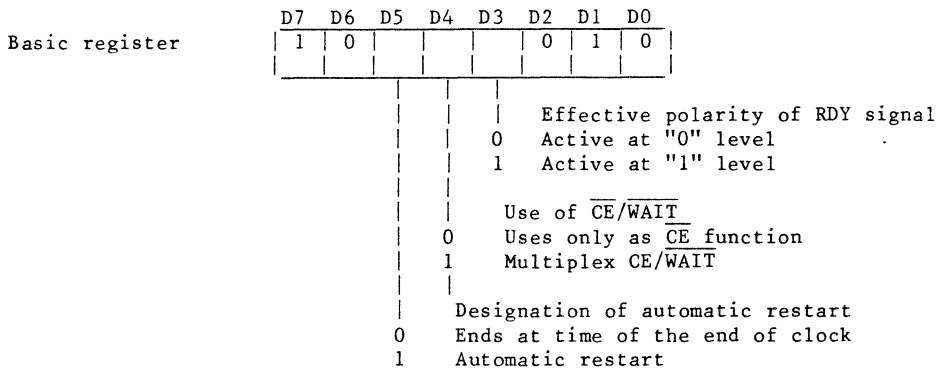 D7 D6 D5 D4 D3 D2 D1 D0
Basic register 1 0 0 1 0
Effective polarity of RDY signal
0 Active at "0" level
1 Active at "1" level
Use of CE/WAIT
0 Uses only as CE function
1 Multiplex CE/WAIT
Designation of automatic restart
0 Ends at time of the end of clock
1 Automatic restart